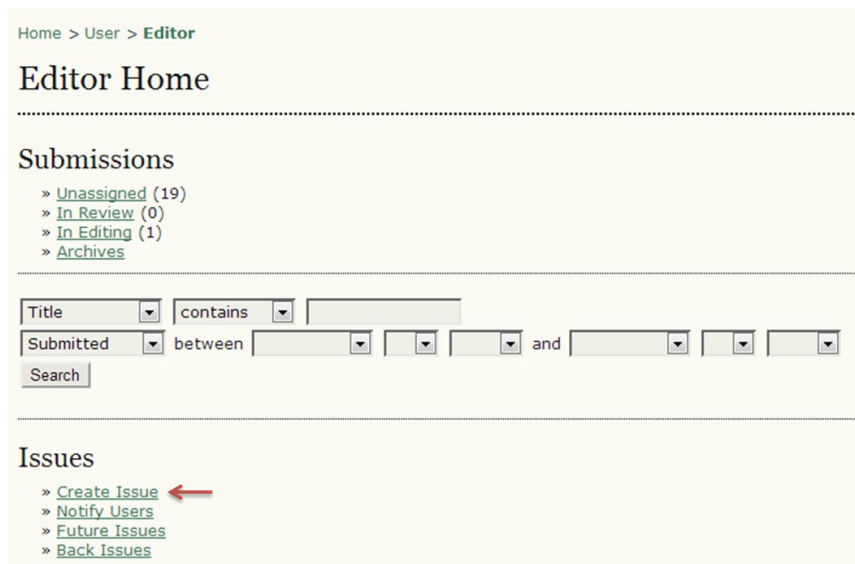 Home > User > Editor
Editor Home
Submissions
» Unassigned (19)
» In Review (0)
» In Editing (1)
» Archives
Title contains
Submitted between and
Search
Issues
» Create Issue
» Notify Users
» Future Issues
» Back Issues